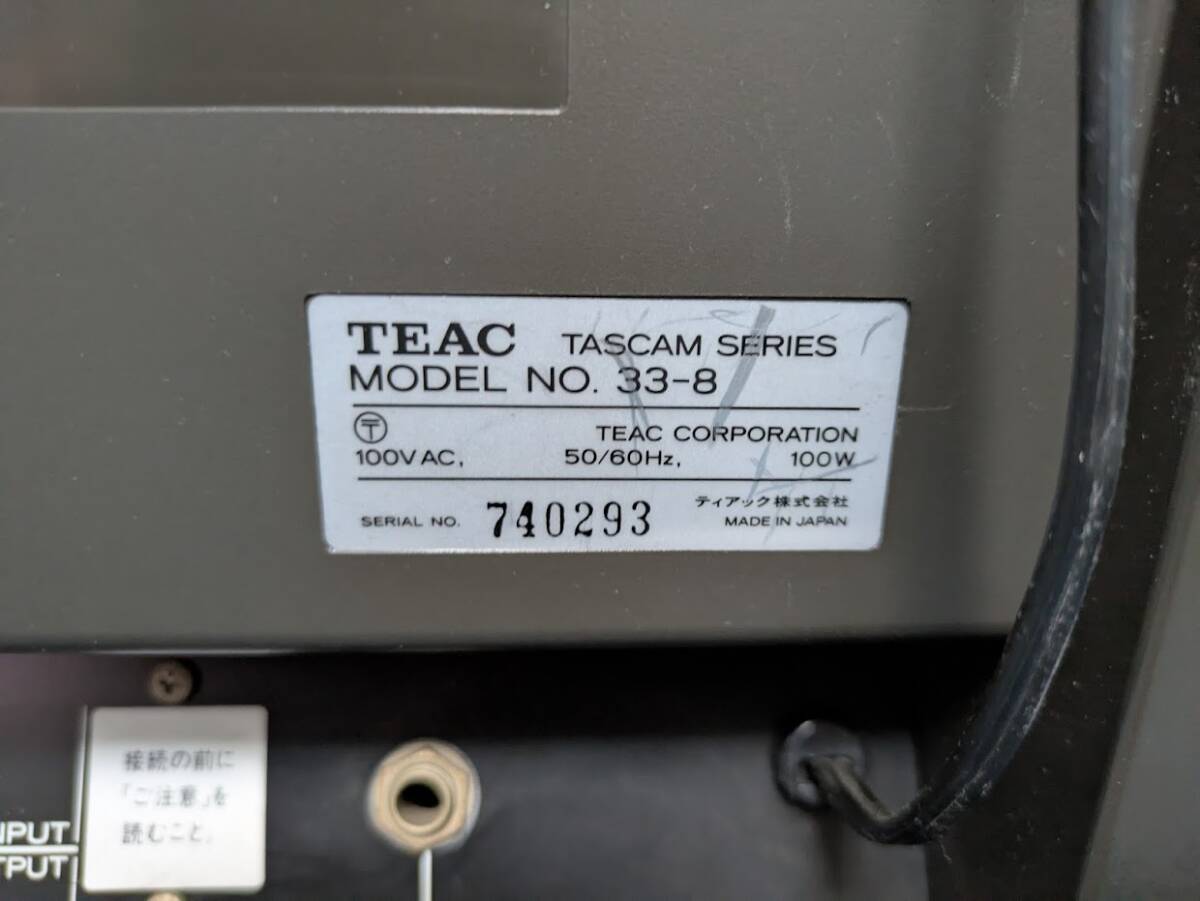 TEAC TASCAM SERIES
MODEL NO. 33-8
〒
TEAC CORPORATION
100V AC, 50/60Hz, 100W
ティアック株式会社
SERIAL NO. 740293 MADE IN JAPAN
接続の前に
「ご注意」を
読むこと。
NPUT
TPUT